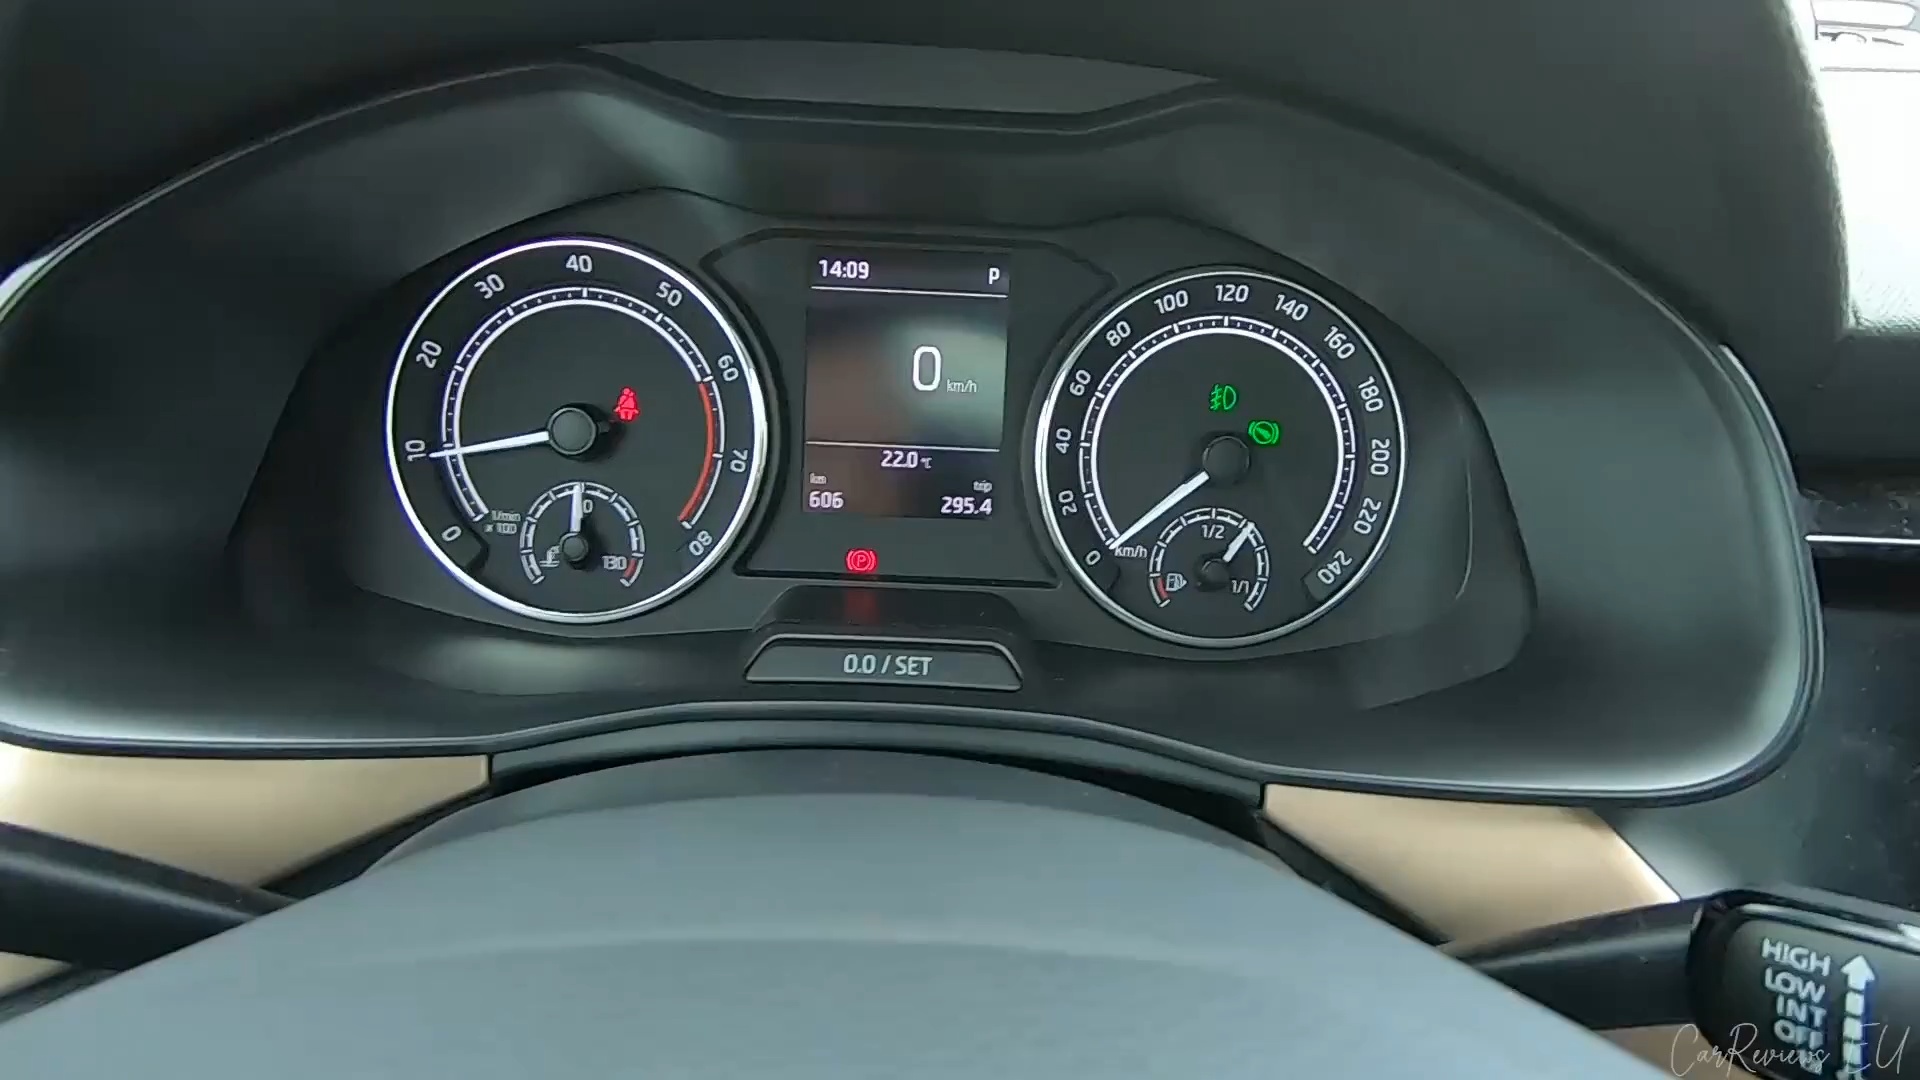 14:09 P
0 km/h
22.0 °C
km trip
606 295.4
0.0 / SET
0 10 20 30 40 50 60 70 80
1/min
x 100
130
0 20 40 60 80 100 120 140 160 180 200 220 240
km/h
1/2
1/1
HIGH
LOW
INT
OFF
CarReviews EU